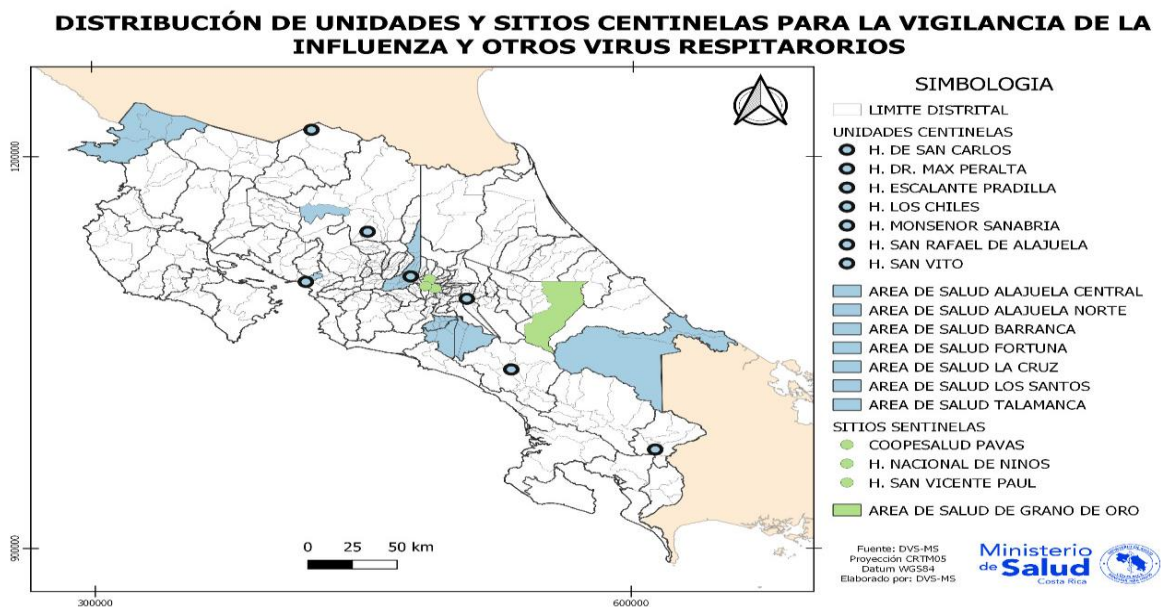 DISTRIBUCIÓN DE UNIDADES Y SITIOS CENTINELAS PARA LA VIGILANCIA DE LA
INFLUENZA Y OTROS VIRUS RESPITARORIOS
SIMBOLOGIA
LIMITE DISTRITAL
UNIDADES CENTINELAS
H. DE SAN CARLOS
H. DR. MAX PERALTA
H. ESCALANTE PRADILLA
H. LOS CHILES
H. MONSENOR SANABRIA
H. SAN RAFAEL DE ALAJUELA
H. SAN VITO
AREA DE SALUD ALAJUELA CENTRAL
AREA DE SALUD ALAJUELA NORTE
AREA DE SALUD BARRANCA
AREA DE SALUD FORTUNA
AREA DE SALUD LA CRUZ
AREA DE SALUD LOS SANTOS
AREA DE SALUD TALAMANCA
SITIOS SENTINELAS
COOPESALUD PAVAS
H. NACIONAL DE NINOS
H. SAN VICENTE PAUL
AREA DE SALUD DE GRANO DE ORO
1200000
900000
0 25 50 km
300000
600000
Fuente: DVS-MS
Proyección CRTM05
Datum WGS84
Elaborado por: DVS-MS
Ministerio
de Salud
Costa Rica